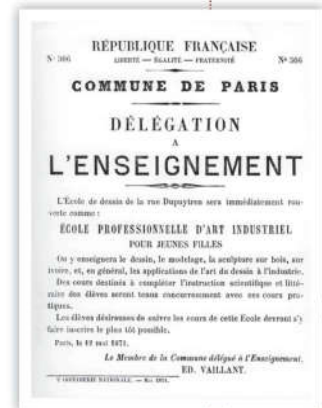 RÉPUBLIQUE FRANÇAISE
N° 366 LIBERTÉ — ÉGALITÉ — FRATERNITÉ N° 366
COMMUNE DE PARIS
DÉLÉGATION
A
L'ENSEIGNEMENT
L'École de dessin de la rue Dupuytren sera immédiatement rou-
verte comme :
ÉCOLE PROFESSIONNELLE D'ART INDUSTRIEL
POUR JEUNES FILLES
On y enseignera le dessin, le modelage, la sculpture sur bois, sur
ivoire, et, en général, les applications de l'art du dessin à l'industrie.
Des cours destinés à compléter l'instruction scientifique et litté-
raire des élèves seront tenus concurremment avec ces cours pra-
tiques.
Les élèves désireuses de suivre les cours de cette École devront s'y
faire inscrire le plus tôt possible.
Paris, le 12 mai 1871.
Le Membre de la Commune délégué à l'Enseignement,
ED. VAILLANT.
IMPRIMERIE NATIONALE. — Mai 1871.